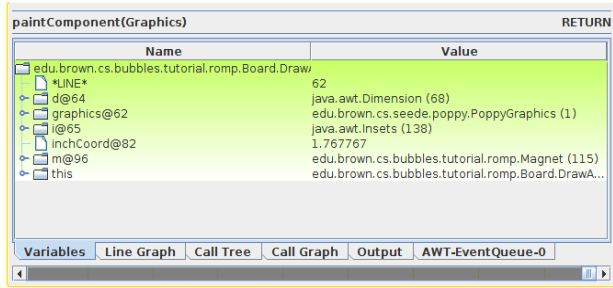 paintComponent(Graphics) RETURN
Name Value
edu.brown.cs.bubbles.tutorial.romp.Board.Draw
*LINE* 62
d@64 java.awt.Dimension (68)
graphics@62 edu.brown.cs.seede.poppy.PoppyGraphics (1)
i@65 java.awt.Insets (138)
inchCoord@82 1.767767
m@96 edu.brown.cs.bubbles.tutorial.romp.Magnet (115)
this edu.brown.cs.bubbles.tutorial.romp.Board.DrawA...
Variables Line Graph Call Tree Call Graph Output AWT-EventQueue-0